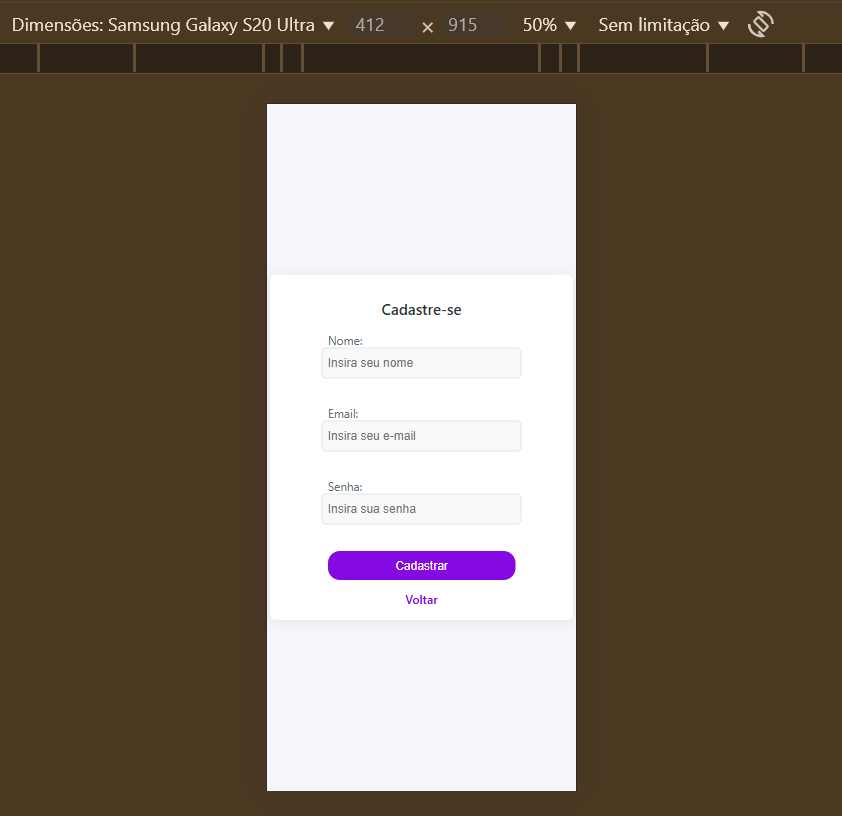 Dimensões: Samsung Galaxy S20 Ultra ▼ 412 × 915 50% ▼ Sem limitação ▼
Cadastre-se
Nome:
Insira seu nome
Email:
Insira seu e-mail
Senha:
Insira sua senha
Cadastrar
Voltar